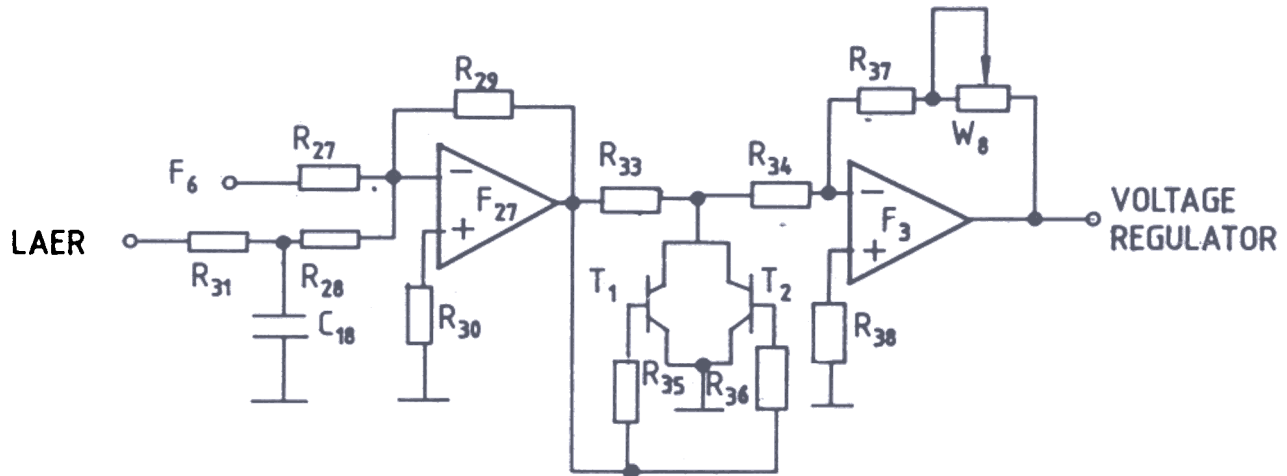 R29
R37
W8
R27
F6
R33
R34
− F27 +
− F3 +
VOLTAGE
REGULATOR
LAER
R31
R28
C18
R30
T1
T2
R35
R36
R38